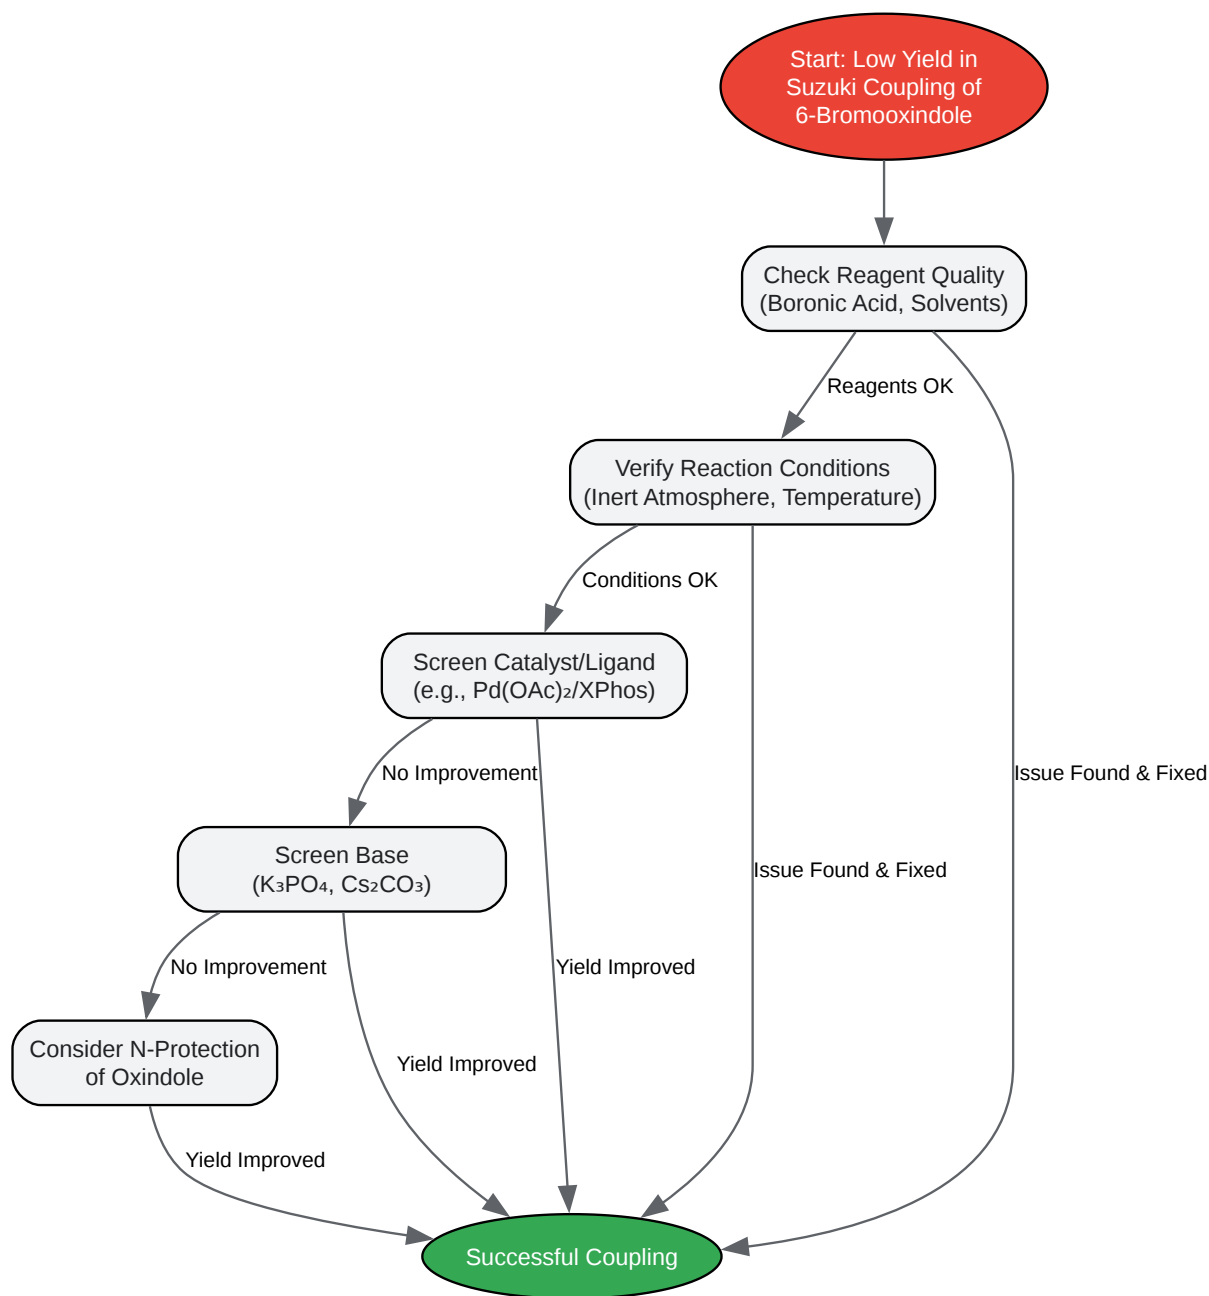 Start: Low Yield in
Suzuki Coupling of
6-Bromooxindole
Check Reagent Quality
(Boronic Acid, Solvents)
Reagents OK
Verify Reaction Conditions
(Inert Atmosphere, Temperature)
Conditions OK
Screen Catalyst/Ligand
(e.g., Pd(OAc)₂/XPhos)
No Improvement
Issue Found & Fixed
Screen Base
(K₃PO₄, Cs₂CO₃)
Issue Found & Fixed
No Improvement
Yield Improved
Consider N-Protection
of Oxindole
Yield Improved
Yield Improved
Successful Coupling